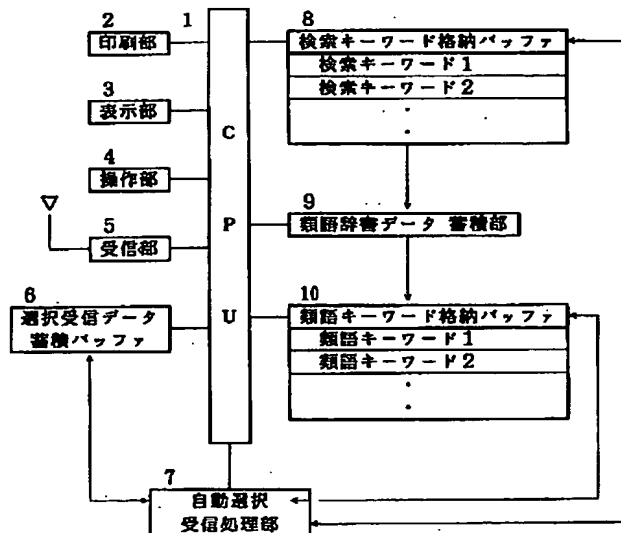 1
CPU
2
印刷部
3
表示部
4
操作部
5
受信部
6
選択受信データ
蓄積バッファ
7
自動選択
受信処理部
8
検索キーワード格納バッファ
検索キーワード1
検索キーワード2
9
類語辞書データ 蓄積部
10
類語キーワード格納バッファ
類語キーワード1
類語キーワード2